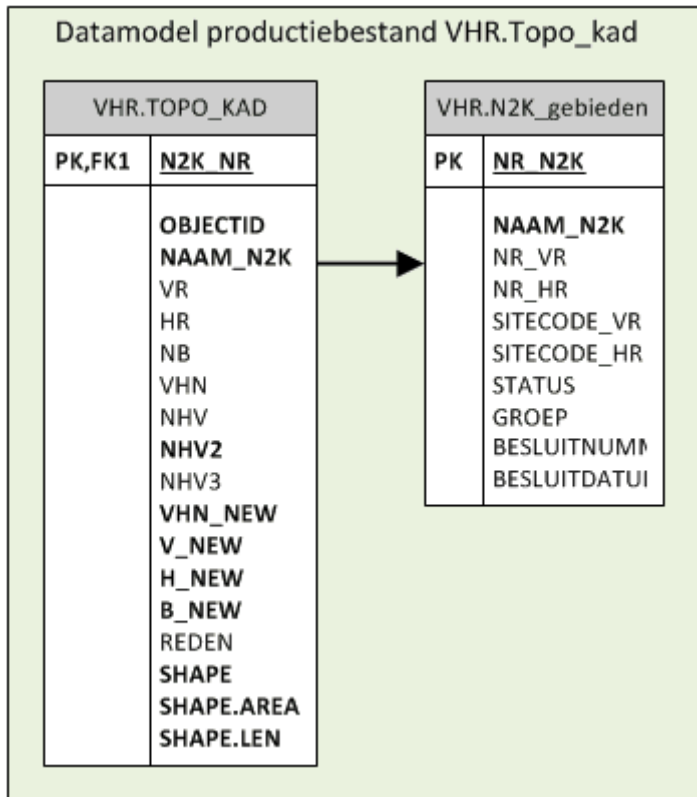 Datamodel productiebestand VHR.Topo_kad
VHR.TOPO_KAD
PK,FK1 N2K_NR
OBJECTID
NAAM_N2K
VR
HR
NB
VHN
NHV
NHV2
NHV3
VHN_NEW
V_NEW
H_NEW
B_NEW
REDEN
SHAPE
SHAPE.AREA
SHAPE.LEN
VHR.N2K_gebieden
PK NR_N2K
NAAM_N2K
NR_VR
NR_HR
SITECODE_VR
SITECODE_HR
STATUS
GROEP